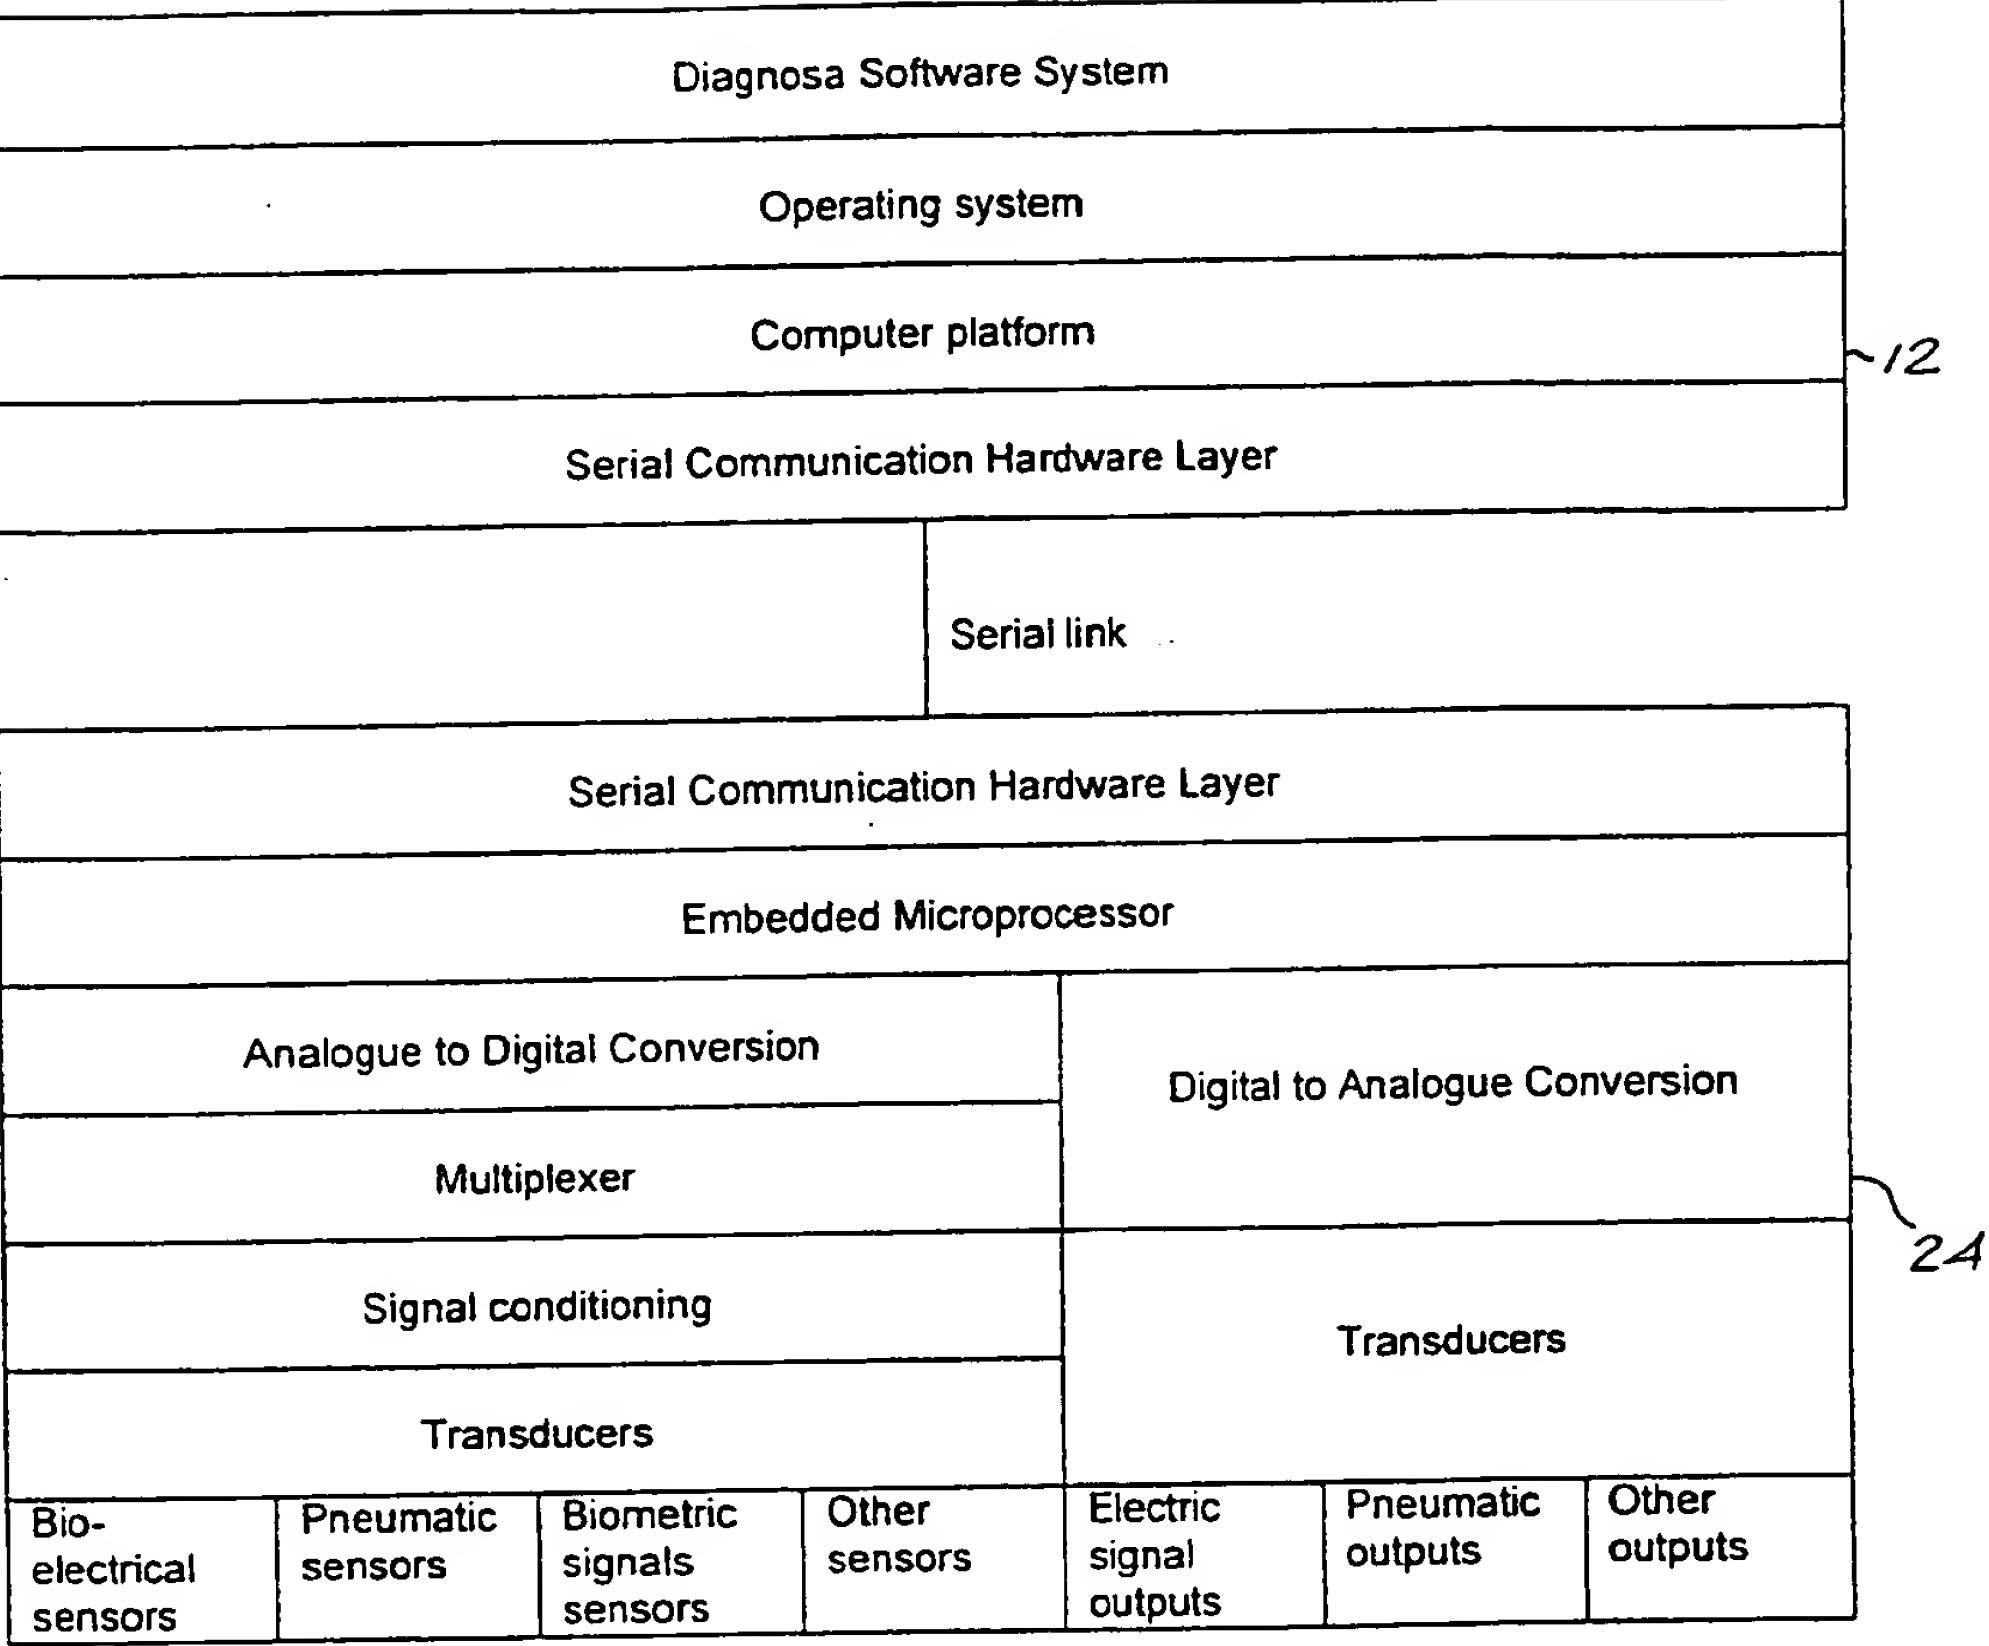 Diagnosa Software System
Operating system
Computer platform
12
Serial Communication Hardware Layer
Serial link
Serial Communication Hardware Layer
Embedded Microprocessor
Analogue to Digital Conversion
Digital to Analogue Conversion
Multiplexer
24
Signal conditioning
Transducers
Transducers
Bio-
electrical
sensors
Pneumatic
sensors
Biometric
signals
sensors
Other
sensors
Electric
signal
outputs
Pneumatic
outputs
Other
outputs